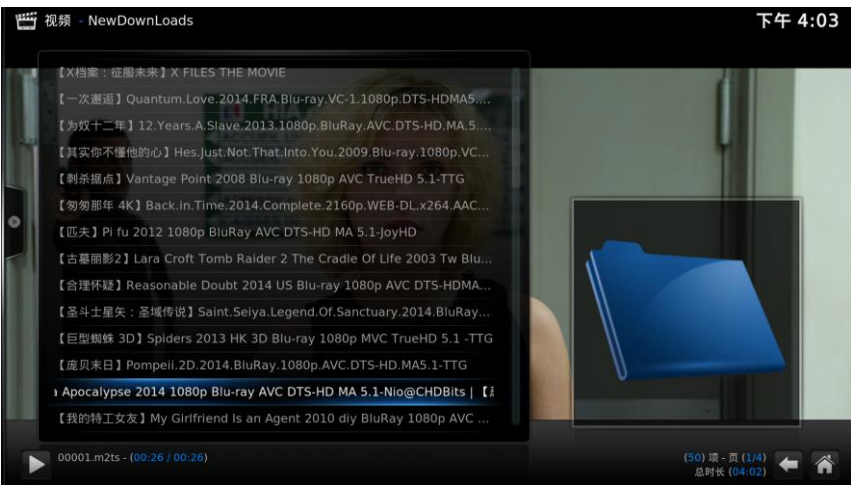 视频 - NewDownLoads
下午 4:03
【X档案：征服未来】X FILES THE MOVIE
【一次邂逅】Quantum.Love.2014.FRA.Blu-ray.VC-1.1080p.DTS-HDMA5....
【为奴十二年】12.Years.A.Slave.2013.1080p.BluRay.AVC.DTS-HD.MA.5....
【其实你不懂他的心】Hes.Just.Not.That.Into.You.2009.Blu-ray.1080p.VC...
【刺杀据点】Vantage Point 2008 Blu-ray 1080p AVC TrueHD 5.1-TTG
【匆匆那年 4K】Back.in.Time.2014.Complete.2160p.WEB-DL.x264.AAC...
【匹夫】Pi fu 2012 1080p BluRay AVC DTS-HD MA 5.1-JoyHD
【古墓丽影2】Lara Croft Tomb Raider 2 The Cradle Of Life 2003 Tw Blu...
【合理怀疑】Reasonable Doubt 2014 US Blu-ray 1080p AVC DTS-HDMA...
【圣斗士星矢：圣域传说】Saint.Seiya.Legend.Of.Sanctuary.2014.BluRay...
【巨型蜘蛛 3D】Spiders 2013 HK 3D Blu-ray 1080p MVC TrueHD 5.1 -TTG
【庞贝末日】Pompeii.2D.2014.BluRay.1080p.AVC.DTS-HD.MA5.1-TTG
Apocalypse 2014 1080p Blu-ray AVC DTS-HD MA 5.1-Nio@CHDBits | 【
【我的特工女友】My Girlfriend Is an Agent 2010 diy BluRay 1080p AVC ...
00001.m2ts - (00:26 / 00:26)
(50) 项 - 页 (1/4)
总时长 (04:02)